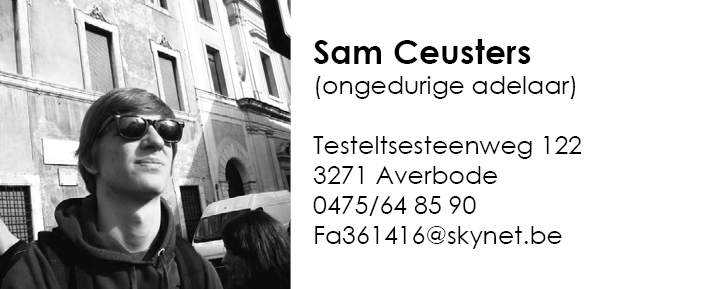 Sam Ceusters
(ongedurige adelaar)
Testeltsesteenweg 122
3271 Averbode
0475/64 85 90
Fa361416@skynet.be